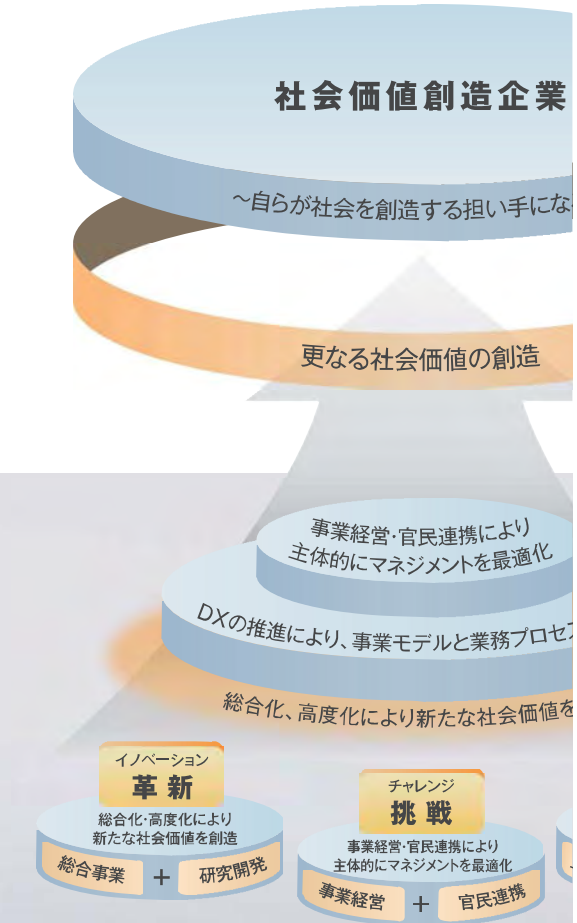 社会価値創造企業
～自らが社会を創造する担い手にな
更なる社会価値の創造
事業経営・官民連携により
主体的にマネジメントを最適化
DXの推進により、事業モデルと業務プロセ
総合化、高度化により新たな社会価値を
イノベーション
革新
総合化・高度化により
新たな社会価値を創造
総合事業 + 研究開発
チャレンジ
挑戦
事業経営・官民連携により
主体的にマネジメントを最適化
事業経営 + 官民連携